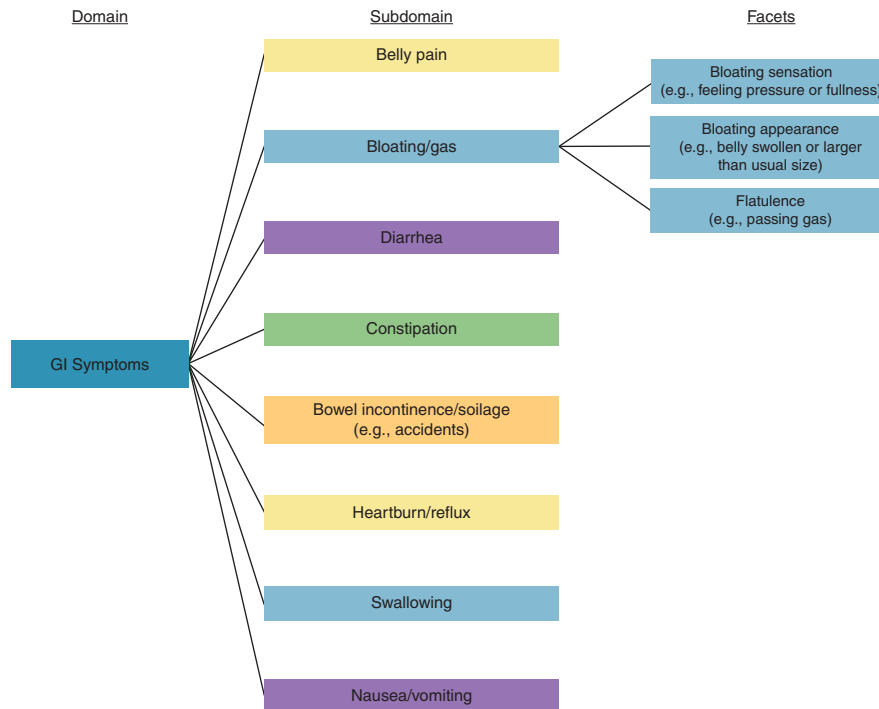 Domain
Subdomain
Facets
Belly pain
Bloating sensation
(e.g., feeling pressure or fullness)
Bloating/gas
Bloating appearance
(e.g., belly swollen or larger
than usual size)
Flatulence
(e.g., passing gas)
Diarrhea
Constipation
GI Symptoms
Bowel incontinence/soilage
(e.g., accidents)
Heartburn/reflux
Swallowing
Nausea/vomiting